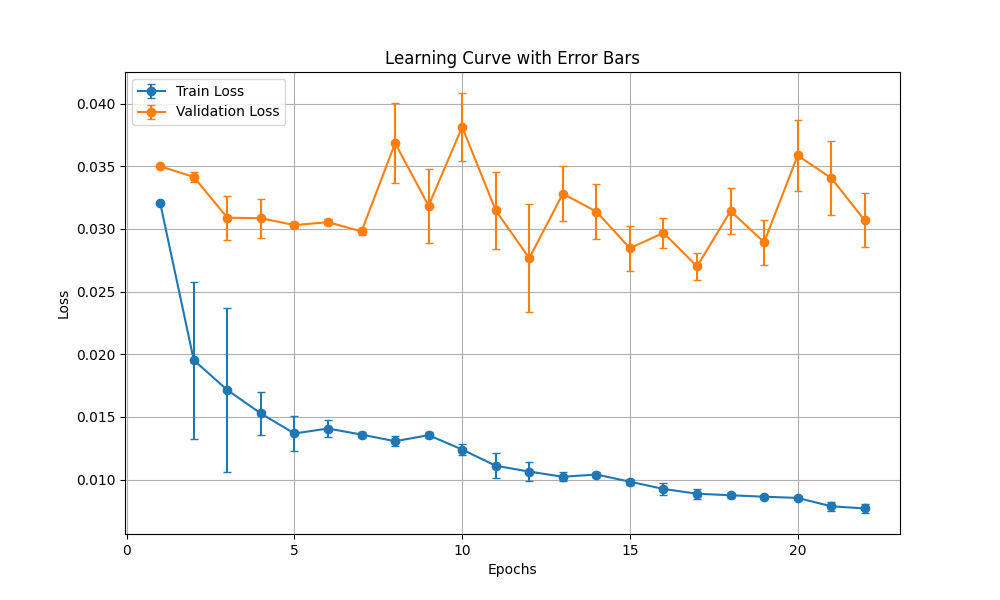 Learning Curve with Error Bars
Train Loss
Validation Loss
0.040
0.035
0.030
0.025
0.020
0.015
0.010
Loss
0
5
10
15
20
Epochs